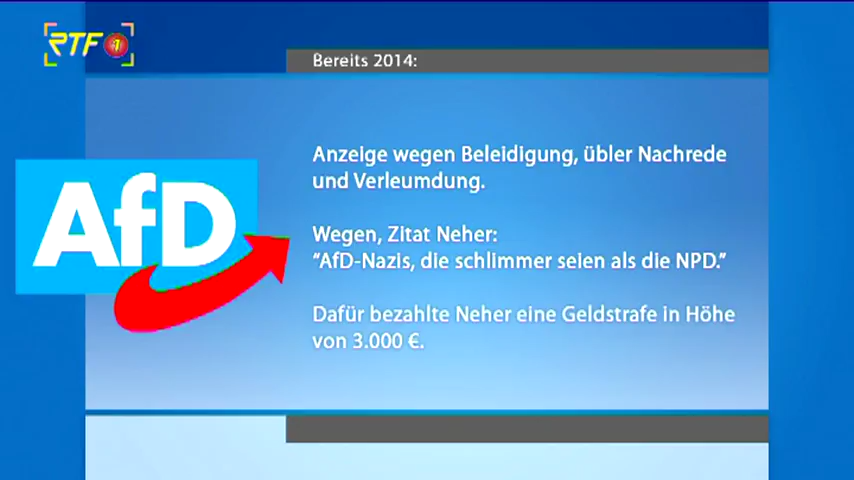 RTF 1
Bereits 2014:
Anzeige wegen Beleidigung, übler Nachrede
und Verleumdung.
AfD
Wegen, Zitat Neher:
“AfD-Nazis, die schlimmer seien als die NPD.”
Dafür bezahlte Neher eine Geldstrafe in Höhe
von 3.000 €.